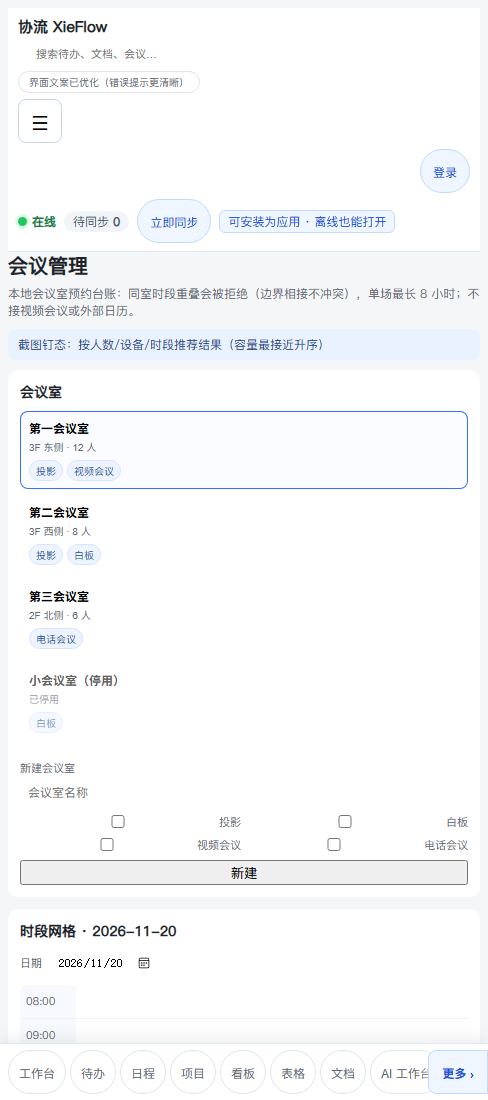 协流 XieFlow
搜索待办、文档、会议…
界面文案已优化（错误提示更清晰）
☰
登录
在线 待同步 0 立即同步 可安装为应用 · 离线也能打开
会议管理
本地会议室预约台账：同室时段重叠会被拒绝（边界相接不冲突），单场最长 8 小时；不
接视频会议或外部日历。
截图钉态：按人数/设备/时段推荐结果（容量最接近升序）
会议室
第一会议室
3F 东侧 · 12 人
投影 视频会议
第二会议室
3F 西侧 · 8 人
投影 白板
第三会议室
2F 北侧 · 6 人
电话会议
小会议室（停用）
已停用
白板
新建会议室
会议室名称
投影 白板
视频会议 电话会议
新建
时段网格 · 2026-11-20
日期 2026/11/20
08:00
09:00
工作台 待办 日程 项目 看板 表格 文档 AI 工作台 更多 ›